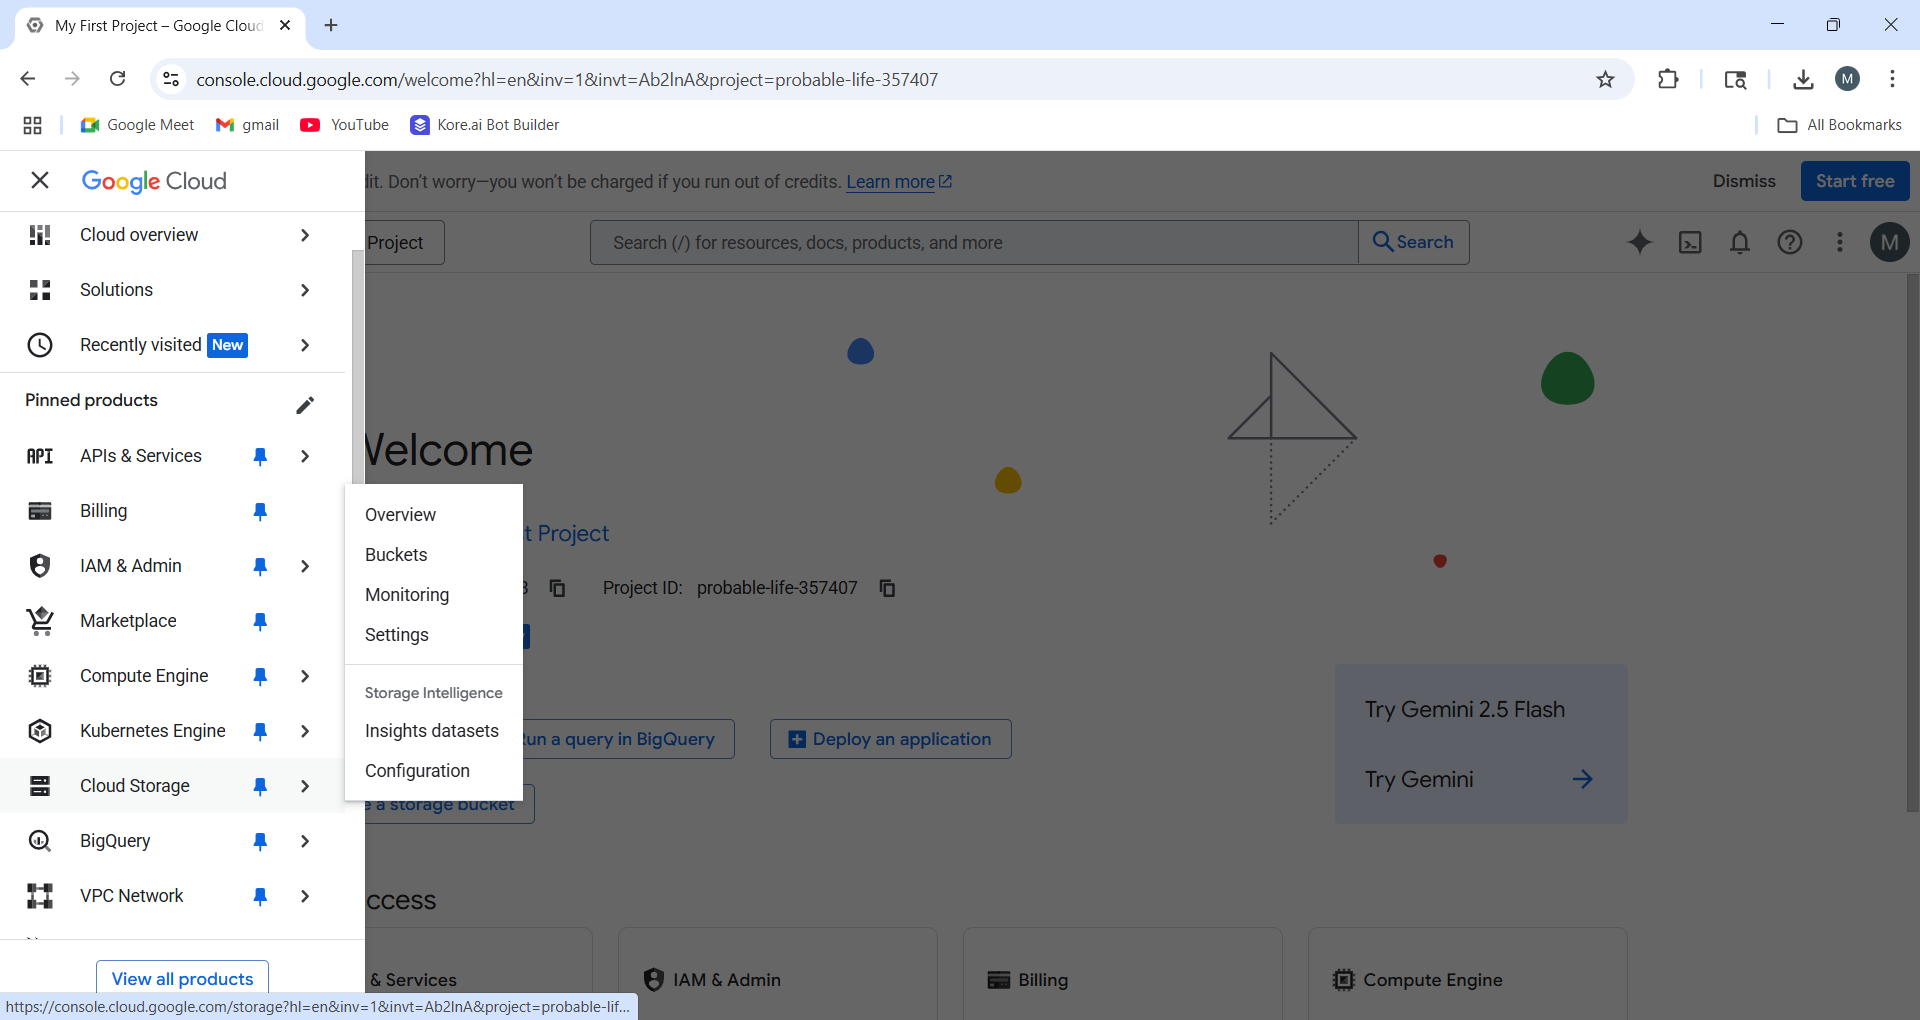 My First Project – Google Cloud
console.cloud.google.com/welcome?hl=en&inv=1&invt=Ab2lnA&project=probable-life-357407
M
Google Meet
gmail
YouTube
Kore.ai Bot Builder
All Bookmarks
Google Cloud
dit. Don't worry—you won't be charged if you run out of credits. Learn more
Dismiss
Start free
Cloud overview
Project
Search (/) for resources, docs, products, and more
Search
M
Solutions
Recently visited New
Pinned products
API APIs & Services
Billing
IAM & Admin
Marketplace
Compute Engine
Kubernetes Engine
Cloud Storage
BigQuery
VPC Network
View all products
Overview
Buckets
Monitoring
Settings
Storage Intelligence
Insights datasets
Configuration
Welcome
t Project
Project ID: probable-life-357407
Run a query in BigQuery
Deploy an application
e a storage bucket
Try Gemini 2.5 Flash
Try Gemini
ccess
& Services
IAM & Admin
Billing
Compute Engine
https://console.cloud.google.com/storage?hl=en&inv=1&invt=Ab2lnA&project=probable-lif...